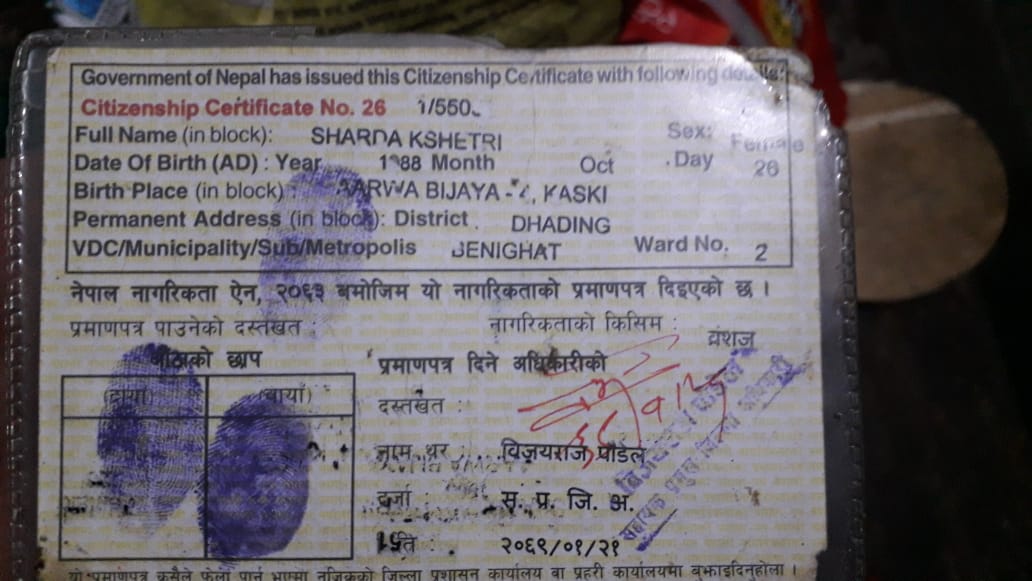 Government of Nepal has issued this Citizenship Certificate with following details:
Citizenship Certificate No. 26 1/550
Full Name (in block): SHARDA KSHETRI Sex: Female
Date Of Birth (AD) : Year 1988 Month Oct Day 26
Birth Place (in block) : BIJAYA KASKI
Permanent Address (in block): District DHADING
VDC/Municipality/Sub/Metropolis BENIGHAT Ward No. 2
नेपाल नागरिकता ऐन, २०६३ बमोजिम यो नागरिकताको प्रमाणपत्र दिइएको छ ।
प्रमाणपत्र पाउनेको दस्तखत : नागरिकताको किसिम : वंशज
औंठाको छाप प्रमाणपत्र दिने अधिकारीको
(दायाँ) (बायाँ) दस्तखत :
नाम थर : विजयराज पौडेल
दर्जा : स. प्र. जि. अ.
मिति २०६९/०१/२१
यो प्रमाणपत्र कसैले फेला पार्न भएमा नजिकको जिल्ला प्रशासन कार्यालय वा प्रहरी कार्यालयमा बुझाइदिनुहोला ।